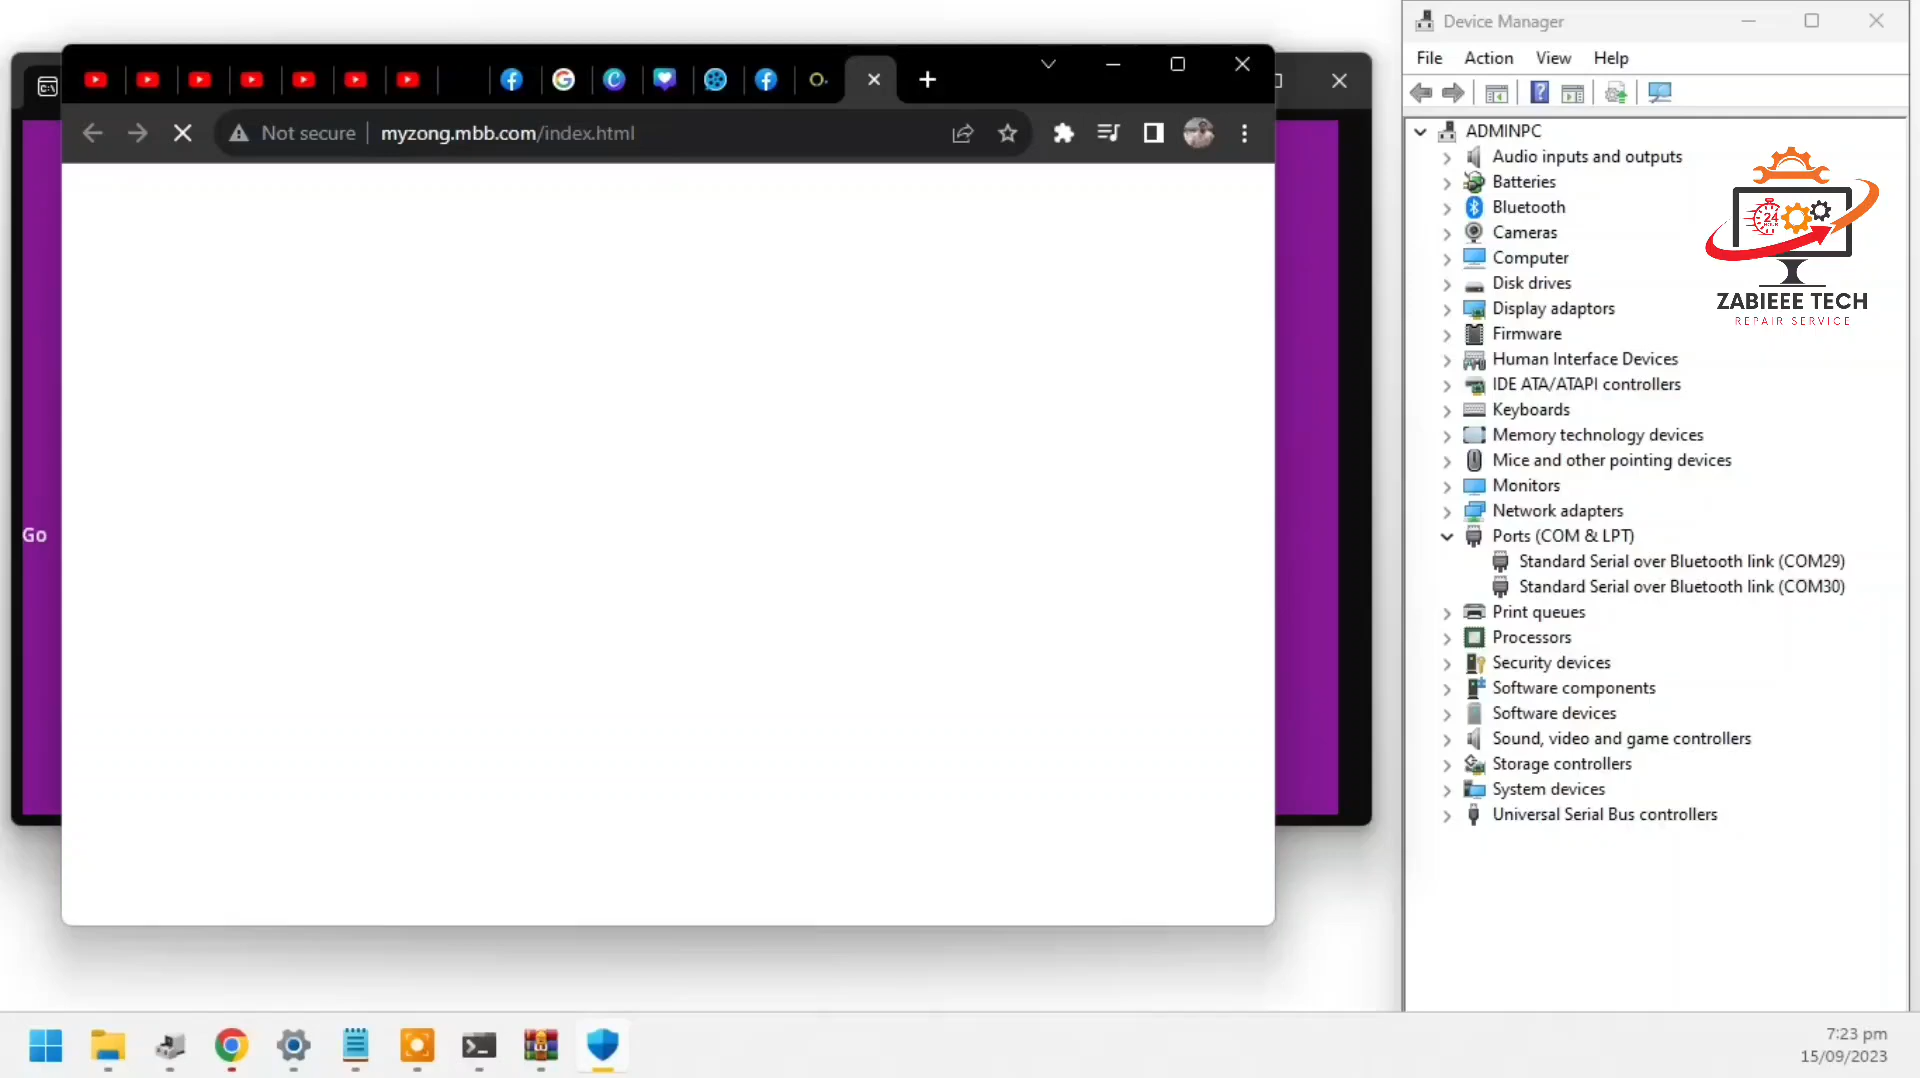 Not secure
myzong.mbb.com/index.html
C:\
Go
Device Manager
File Action View Help
ADMINPC
Audio inputs and outputs
Batteries
Bluetooth
Cameras
Computer
Disk drives
Display adaptors
Firmware
Human Interface Devices
IDE ATA/ATAPI controllers
Keyboards
Memory technology devices
Mice and other pointing devices
Monitors
Network adapters
Ports (COM & LPT)
Standard Serial over Bluetooth link (COM29)
Standard Serial over Bluetooth link (COM30)
Print queues
Processors
Security devices
Software components
Software devices
Sound, video and game controllers
Storage controllers
System devices
Universal Serial Bus controllers
24
HOUR
ZABIEEE TECH
REPAIR SERVICE
7:23 pm
15/09/2023